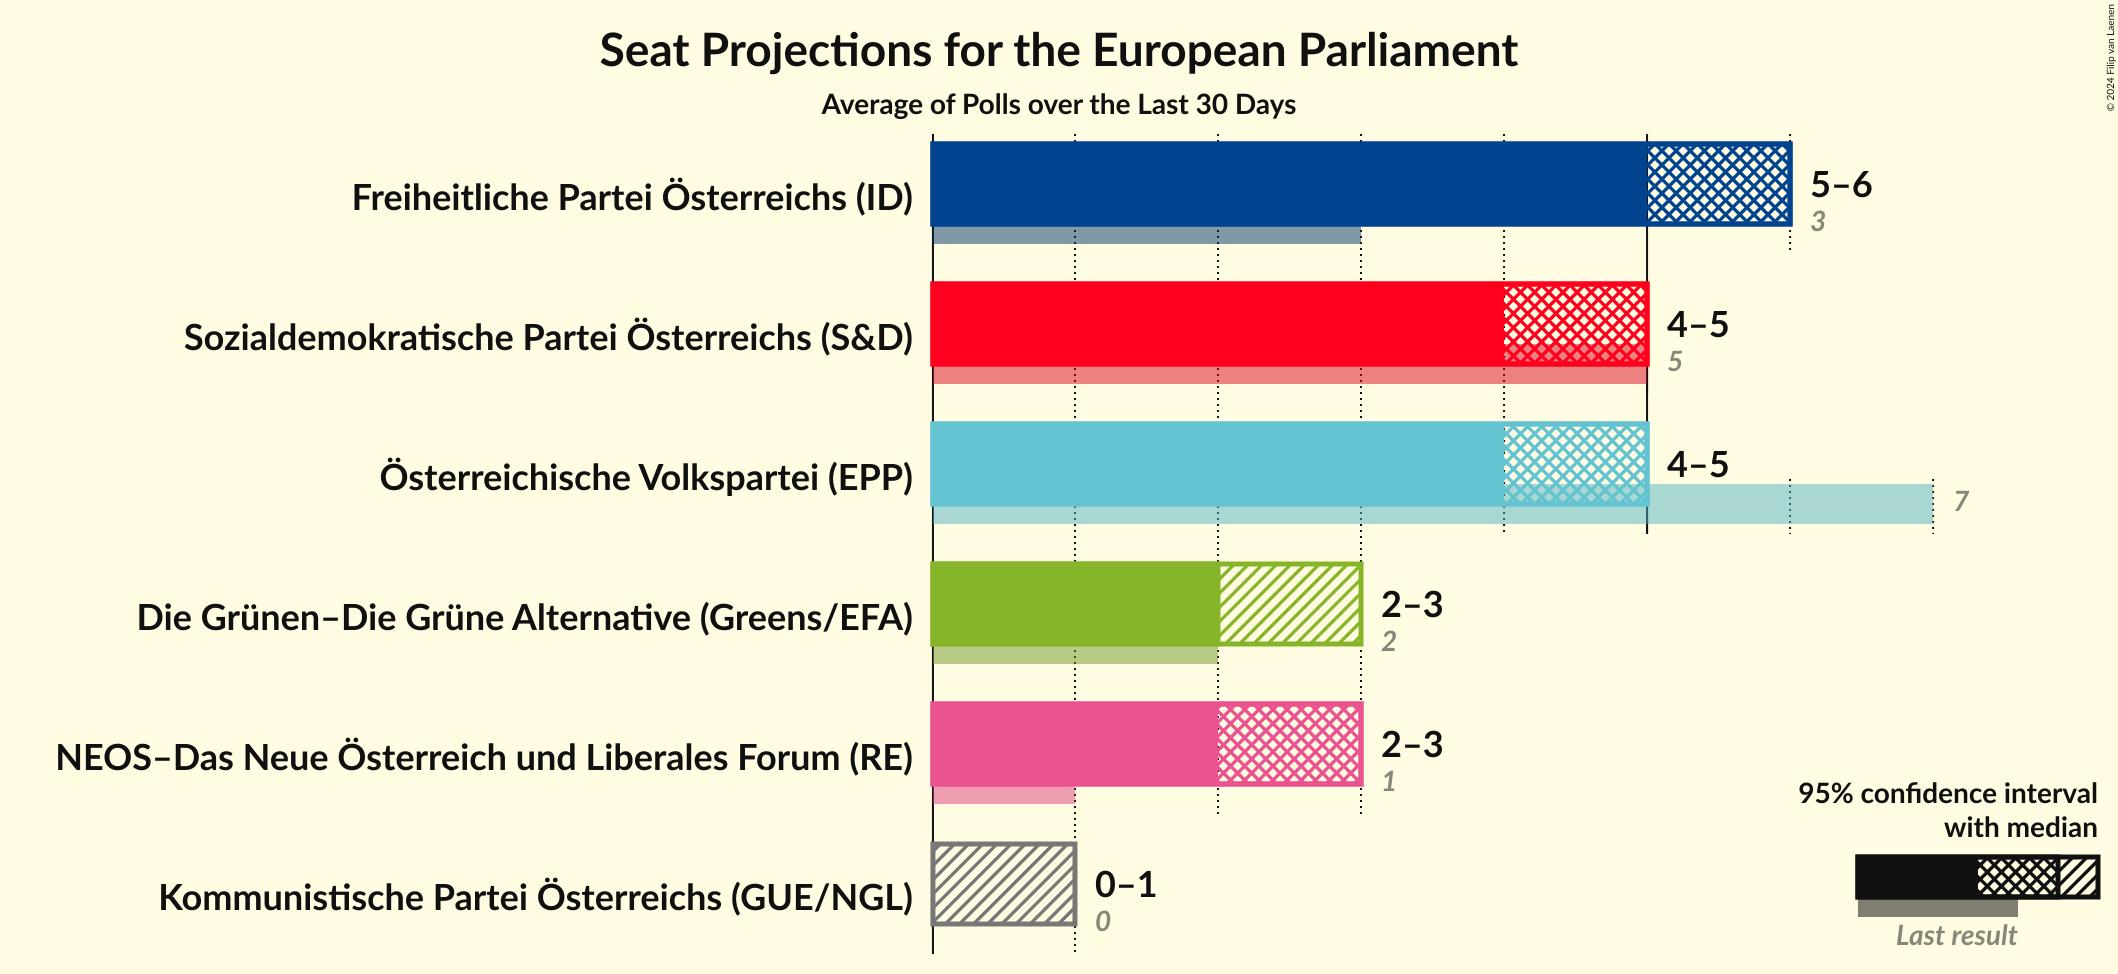 Seat Projections for the European Parliament
Average of Polls over the Last 30 Days
© 2024 Filip van Laenen
Freiheitliche Partei Österreichs (ID)
5–6
3
Sozialdemokratische Partei Österreichs (S&D)
4–5
5
Österreichische Volkspartei (EPP)
4–5
7
Die Grünen–Die Grüne Alternative (Greens/EFA)
2–3
2
NEOS–Das Neue Österreich und Liberales Forum (RE)
2–3
1
Kommunistische Partei Österreichs (GUE/NGL)
0–1
0
95% confidence interval
with median
Last result